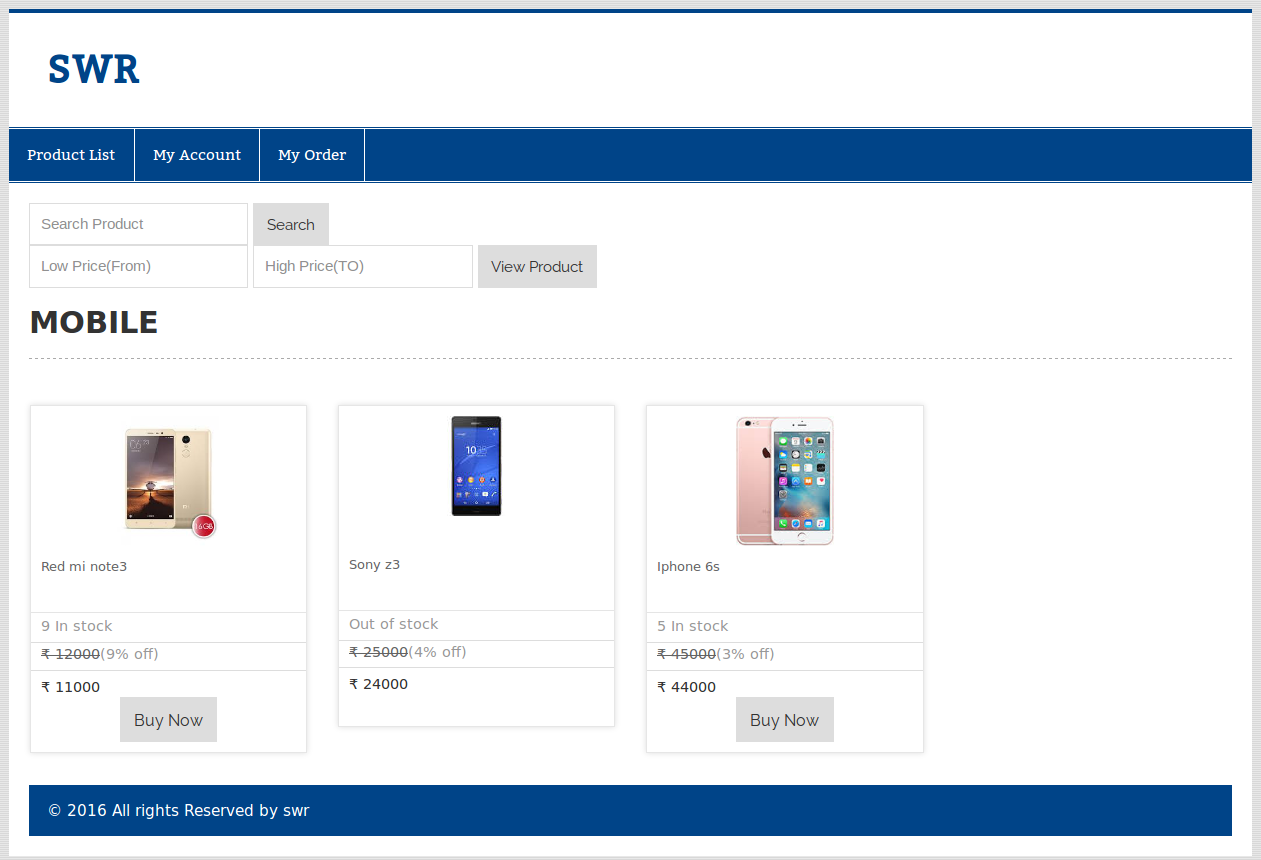 SWR
Product List My Account My Order
Search Product Search
Low Price(From) High Price(TO) View Product
MOBILE
16GB
10:35
Red mi note3
Sony z3
Iphone 6s
9 In stock
Out of stock
5 In stock
₹ 12000(9% off)
₹ 25000(4% off)
₹ 45000(3% off)
₹ 11000
₹ 24000
₹ 44000
Buy Now
Buy Now
© 2016 All rights Reserved by swr